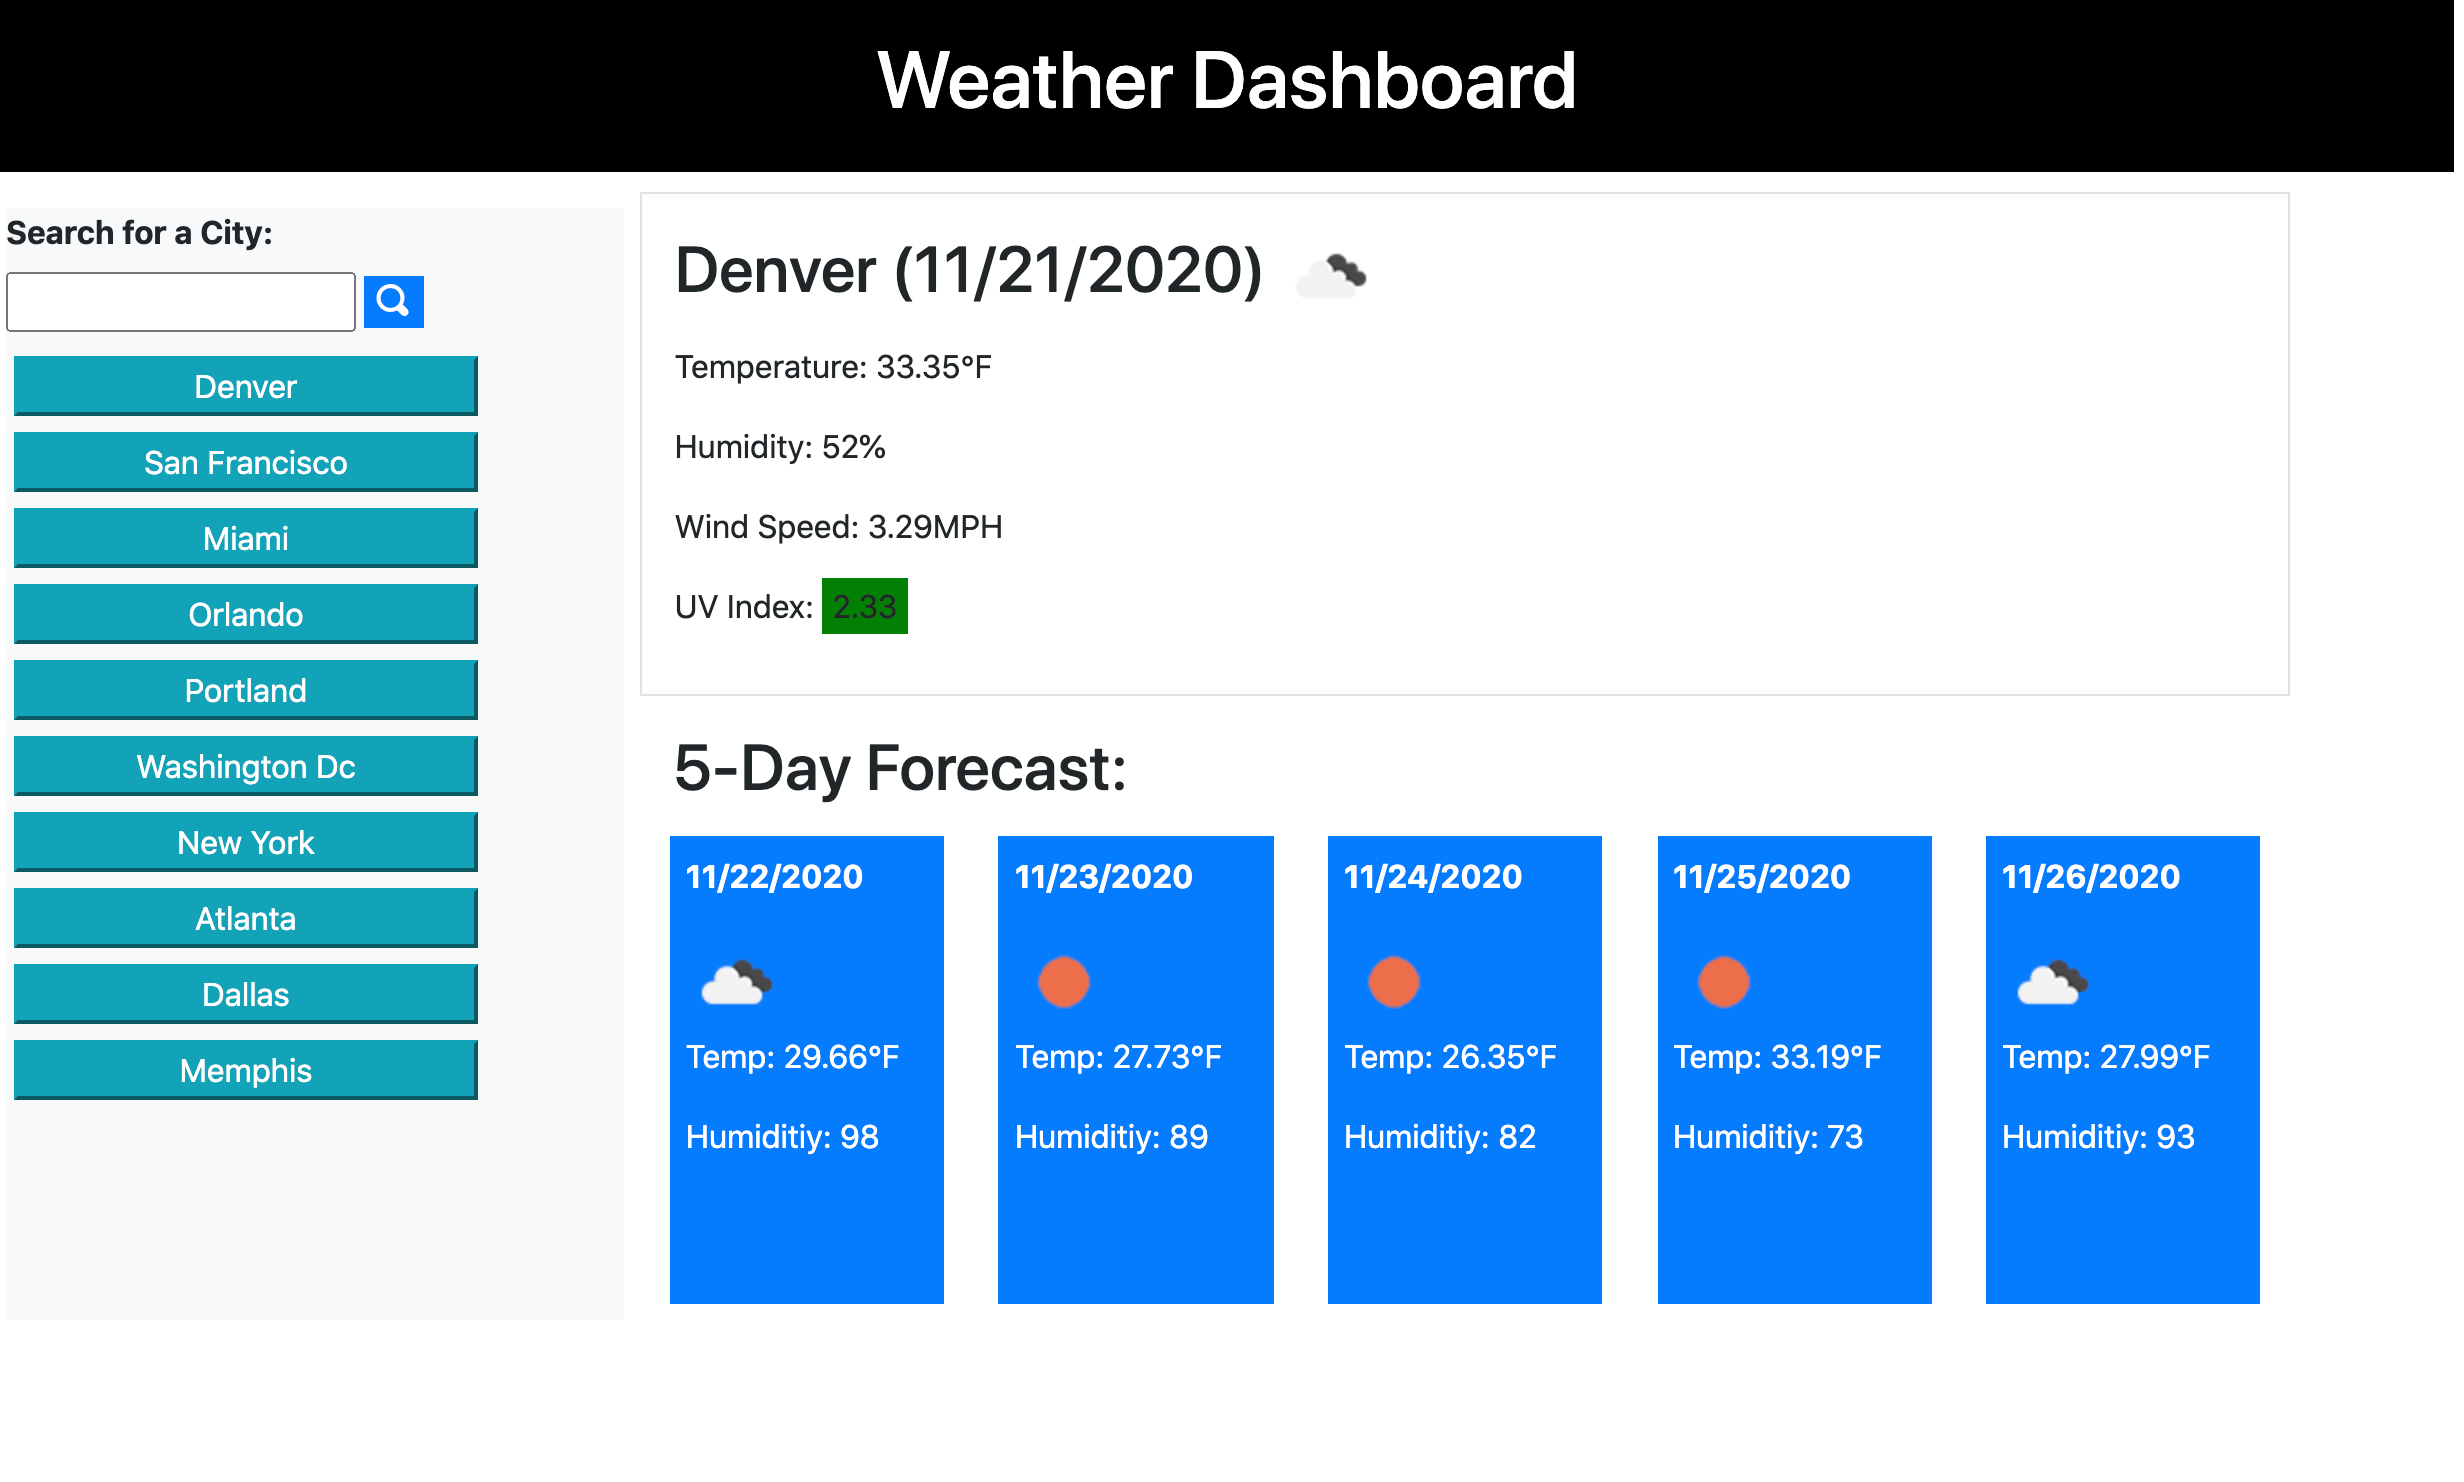 Weather Dashboard
Search for a City:
Denver
San Francisco
Miami
Orlando
Portland
Washington Dc
New York
Atlanta
Dallas
Memphis
Denver (11/21/2020)
Temperature: 33.35°F
Humidity: 52%
Wind Speed: 3.29MPH
UV Index: 2.33
5-Day Forecast:
11/22/2020
Temp: 29.66°F
Humiditiy: 98
11/23/2020
Temp: 27.73°F
Humiditiy: 89
11/24/2020
Temp: 26.35°F
Humiditiy: 82
11/25/2020
Temp: 33.19°F
Humiditiy: 73
11/26/2020
Temp: 27.99°F
Humiditiy: 93